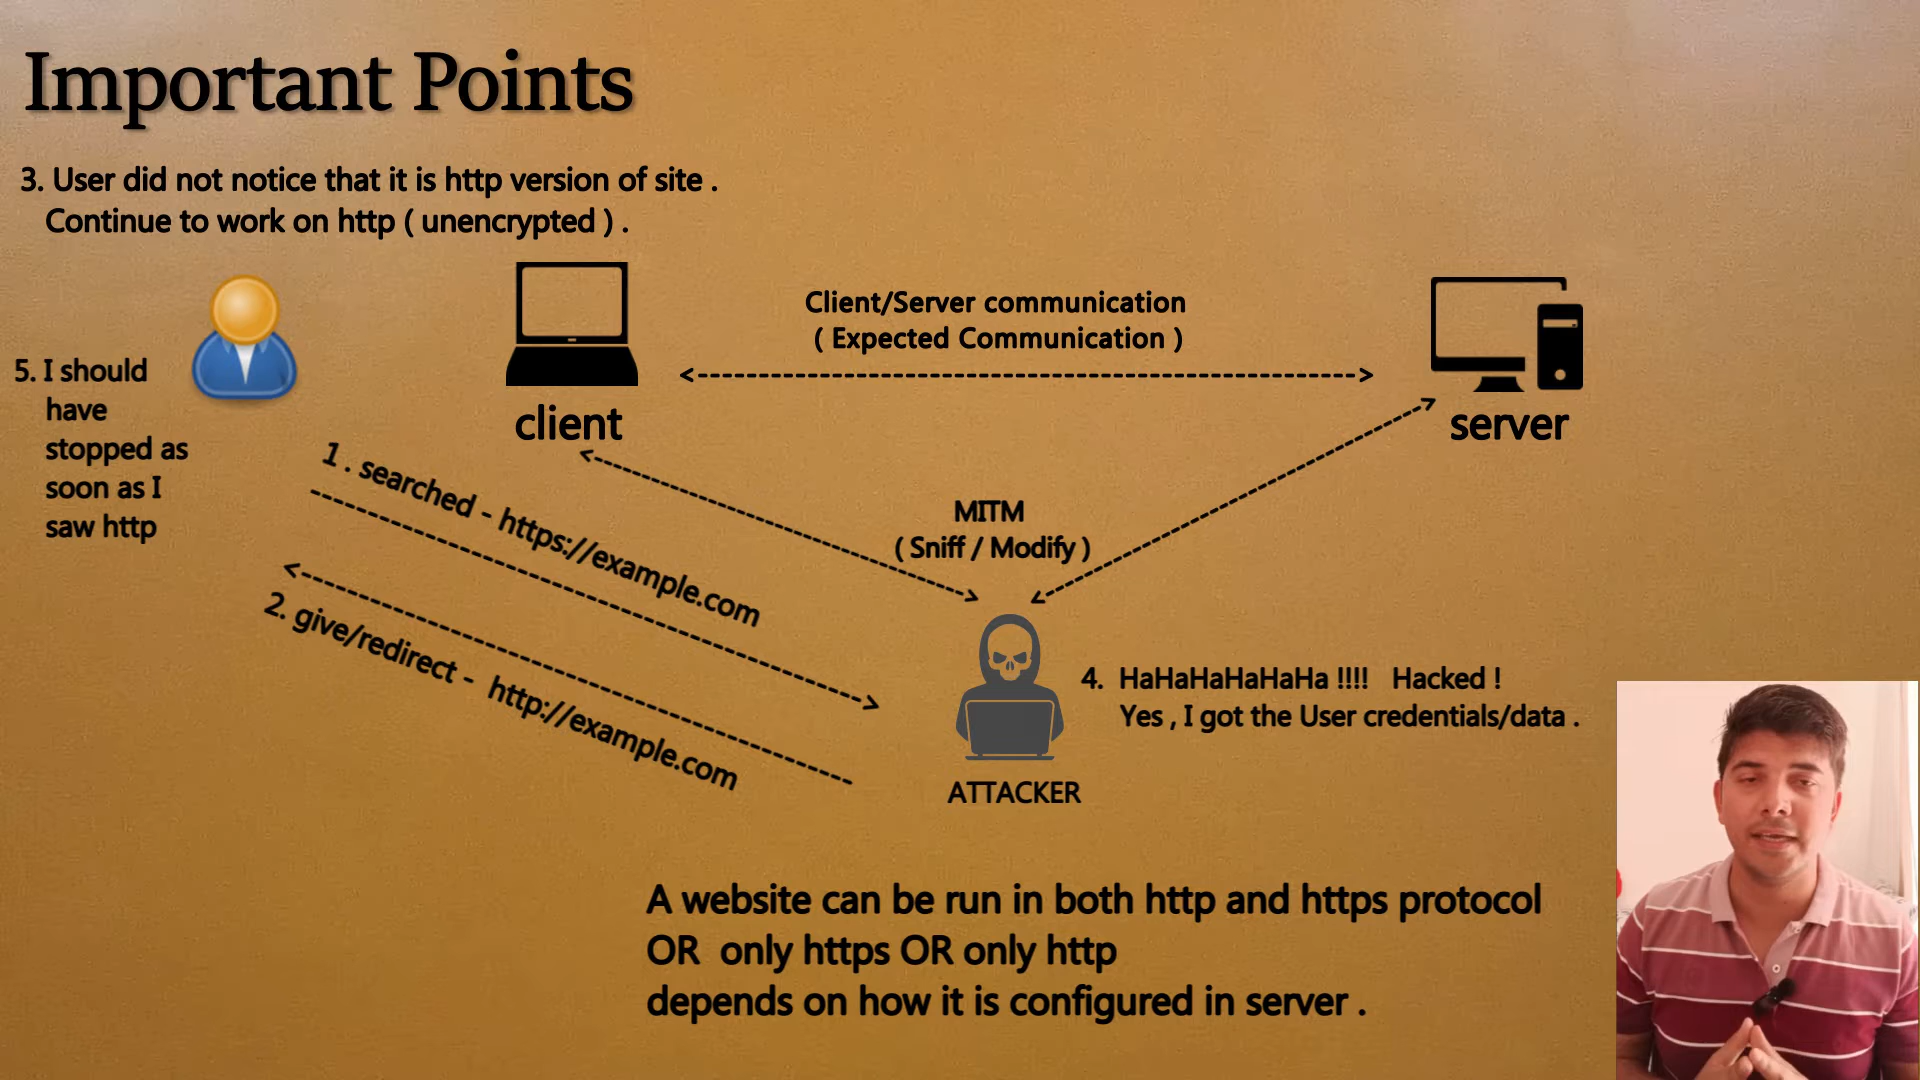 Important Points
3. User did not notice that it is http version of site .
Continue to work on http ( unencrypted ) .
Client/Server communication
( Expected Communication )
client
server
5. I should
have
stopped as
soon as I
saw http
1 . searched - https://example.com
2. give/redirect - http://example.com
MITM
( Sniff / Modify )
4. HaHaHaHaHaHa !!!! Hacked !
Yes , I got the User credentials/data .
ATTACKER
A website can be run in both http and https protocol
OR only https OR only http
depends on how it is configured in server .